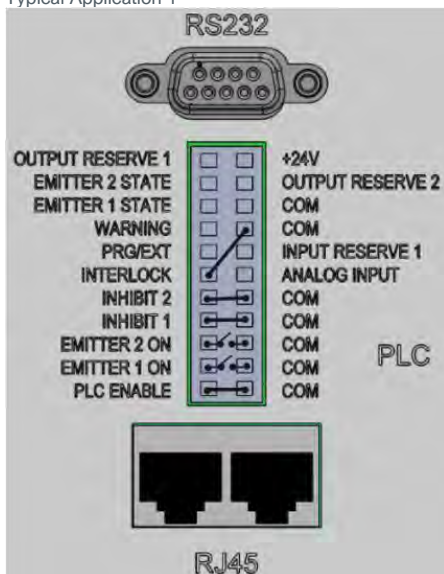 Typical Application 1
RS232
OUTPUT RESERVE 1 +24V
EMITTER 2 STATE OUTPUT RESERVE 2
EMITTER 1 STATE COM
WARNING COM
PRG/EXT INPUT RESERVE 1
INTERLOCK ANALOG INPUT
INHIBIT 2 COM
INHIBIT 1 COM
EMITTER 2 ON COM
EMITTER 1 ON COM
PLC ENABLE COM
PLC
RJ45